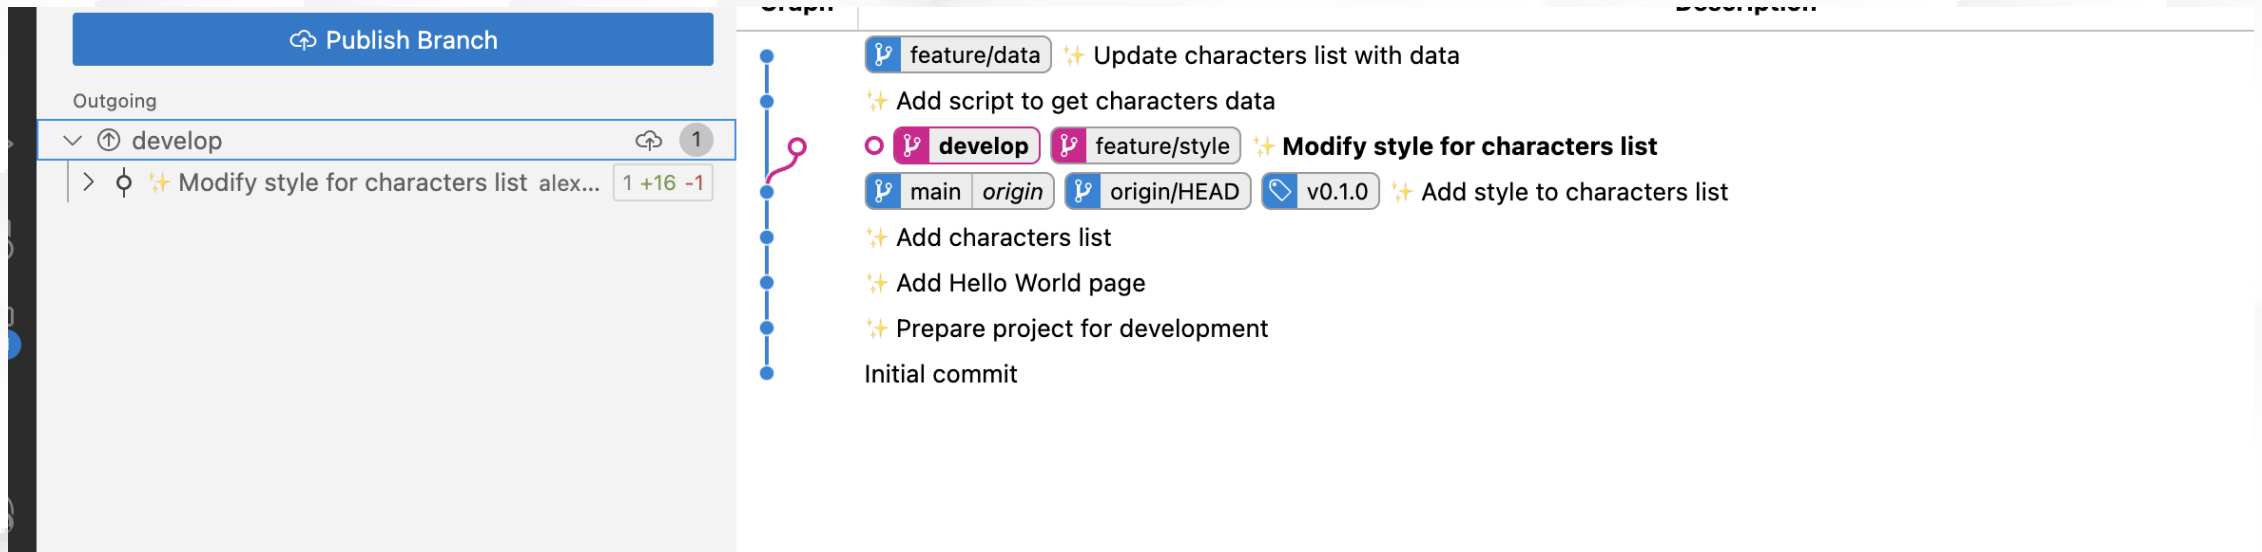 Graph Description
Publish Branch
Outgoing
develop 1
✨ Modify style for characters list alex... 1 +16 -1
feature/data ✨ Update characters list with data
✨ Add script to get characters data
develop feature/style ✨ Modify style for characters list
main origin origin/HEAD v0.1.0 ✨ Add style to characters list
✨ Add characters list
✨ Add Hello World page
✨ Prepare project for development
Initial commit